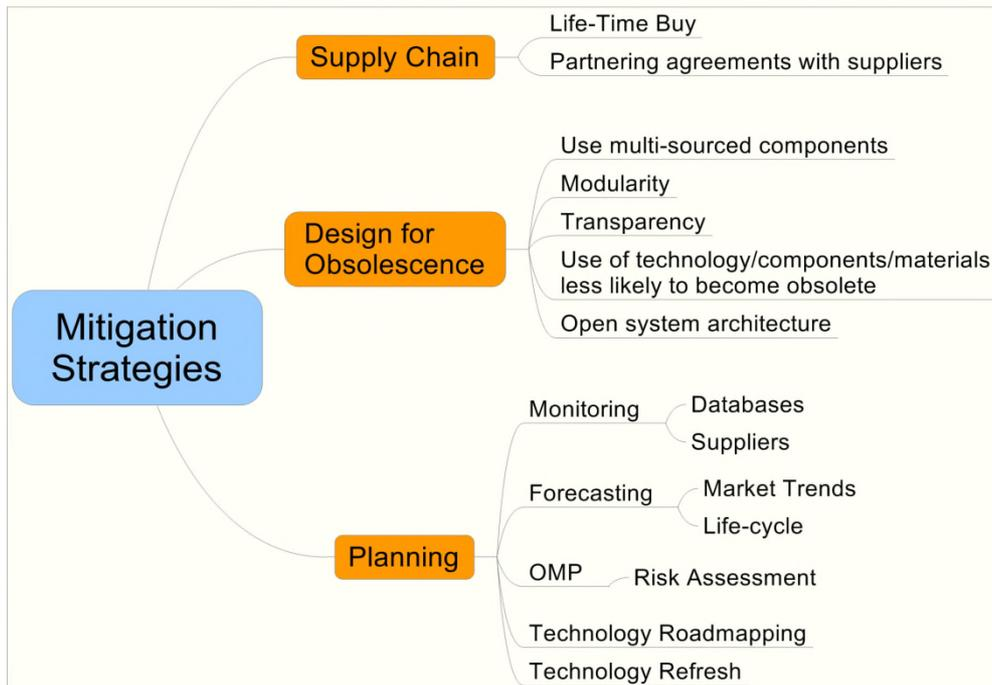 Mitigation
Strategies
Supply Chain
Life-Time Buy
Partnering agreements with suppliers
Design for
Obsolescence
Use multi-sourced components
Modularity
Transparency
Use of technology/components/materials
less likely to become obsolete
Open system architecture
Planning
Monitoring
Databases
Suppliers
Forecasting
Market Trends
Life-cycle
OMP
Risk Assessment
Technology Roadmapping
Technology Refresh